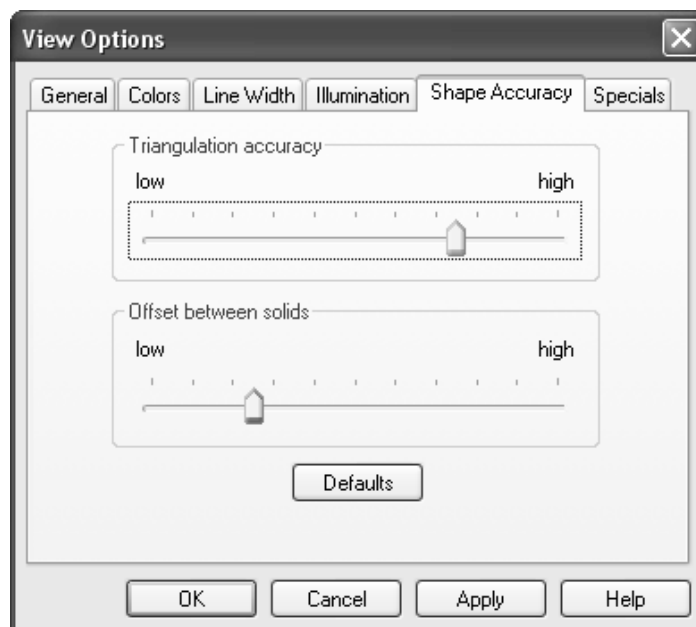 View Options
General Colors Line Width Illumination Shape Accuracy Specials
Triangulation accuracy
low high
Offset between solids
low high
Defaults
OK Cancel Apply Help